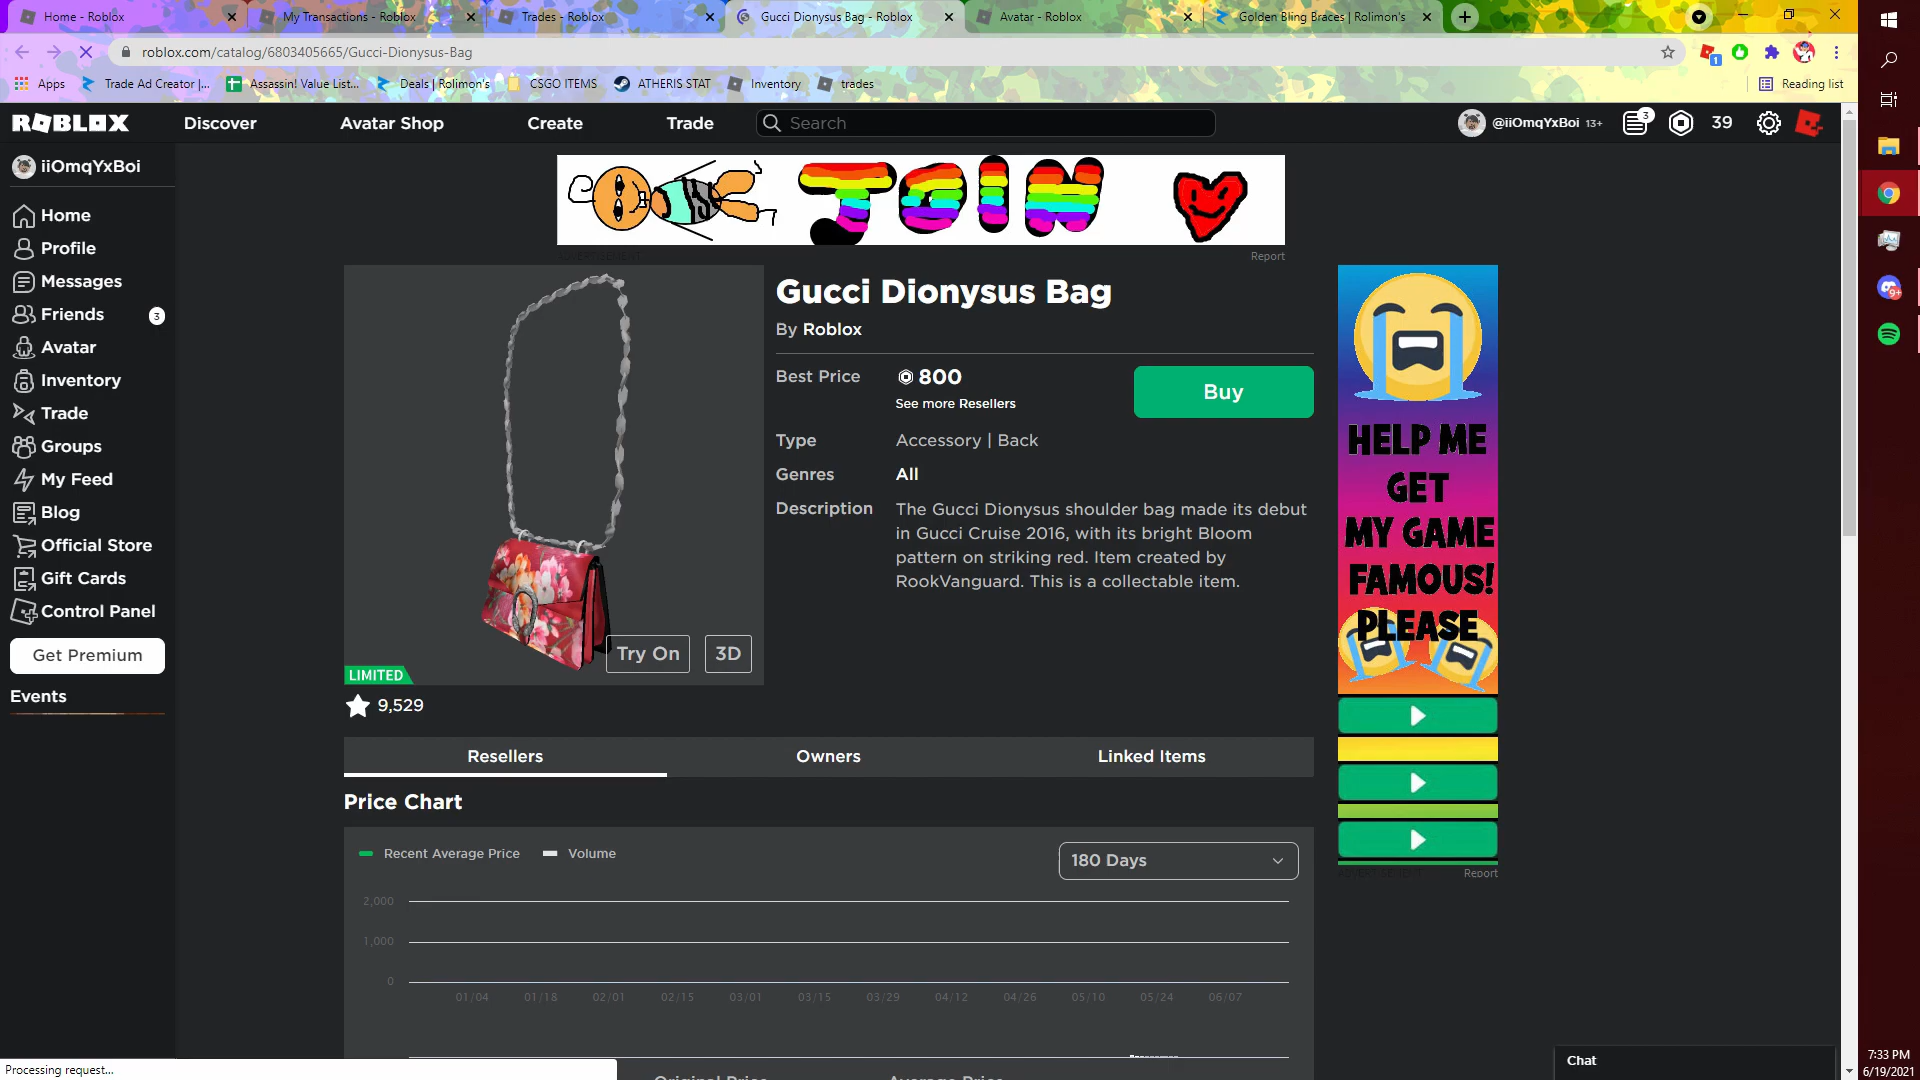 Home - Roblox
My Transactions - Roblox
Trades - Roblox
Gucci Dionysus Bag - Roblox
Avatar - Roblox
Golden Bling Braces | Rolimon's
roblox.com/catalog/6803405665/Gucci-Dionysus-Bag
1
Apps
Trade Ad Creator |...
Assassin! Value List...
Deals | Rolimon's
CSGO ITEMS
ATHERIS STAT
Inventory
trades
Reading list
ROBLOX
Discover
Avatar Shop
Create
Trade
Search
@iiOmqYxBoi 13+
3
39
iiOmqYxBoi
Home
Profile
Messages
Friends
3
Avatar
Inventory
Trade
Groups
My Feed
Blog
Official Store
Gift Cards
Control Panel
Get Premium
Events
JOIN
ADVERTISEMENT
Report
LIMITED
Try On
3D
9,529
Gucci Dionysus Bag
By Roblox
Best Price
800
See more Resellers
Buy
Type
Accessory | Back
Genres
All
Description
The Gucci Dionysus shoulder bag made its debut
in Gucci Cruise 2016, with its bright Bloom
pattern on striking red. Item created by
RookVanguard. This is a collectable item.
HELP ME
GET
MY GAME
FAMOUS!
PLEASE
ADVERTISEMENT
Report
Resellers
Owners
Linked Items
Price Chart
Recent Average Price
Volume
180 Days
2,000
1,000
0
01/04
01/18
02/01
02/15
03/01
03/15
03/29
04/12
04/26
05/10
05/24
06/07
Original Price
Average Price
Processing request...
Chat
9+
7:33 PM
6/19/2021